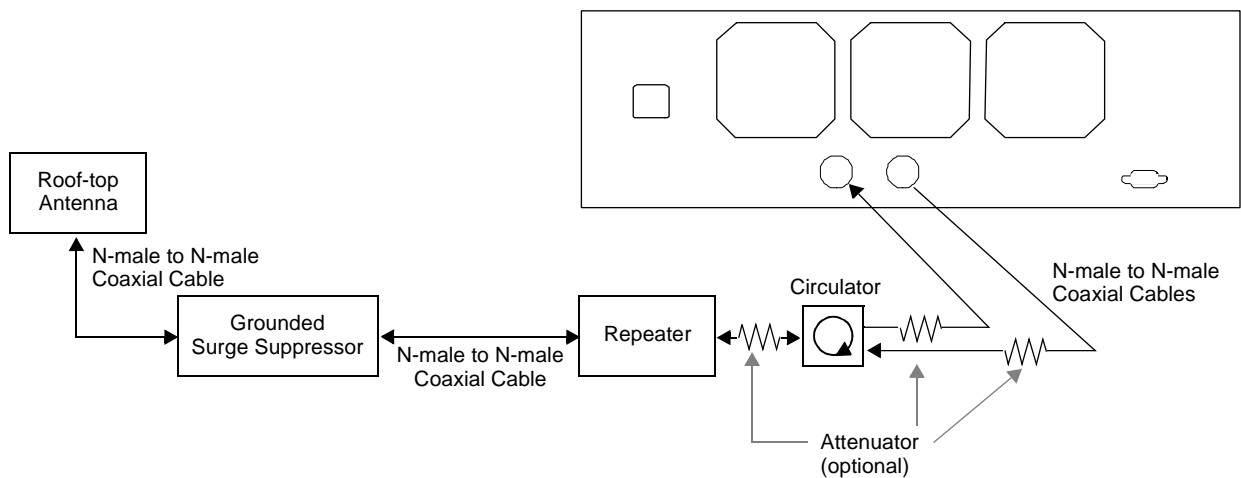 Roof-top
Antenna
N-male to N-male
Coaxial Cable
Grounded
Surge Suppressor
N-male to N-male
Coaxial Cable
Repeater
Circulator
N-male to N-male
Coaxial Cables
Attenuator
(optional)